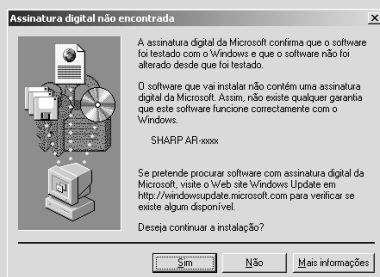 Assinatura digital não encontrada
A assinatura digital da Microsoft confirma que o software
foi testado com o Windows e que o software não foi
alterado desde que foi testado.
O software que vai instalar não contém uma assinatura
digital da Microsoft. Assim, não existe qualquer garantia
que este software funcione correctamente com o
Windows.
SHARP AR-xxxx
Se pretende procurar software com assinatura digital da
Microsoft, visite o Web site Windows Update em
http://windowsupdate.microsoft.com para verificar se
existe algum disponível.
Deseja continuar a instalação?
Sim Não Mais informações